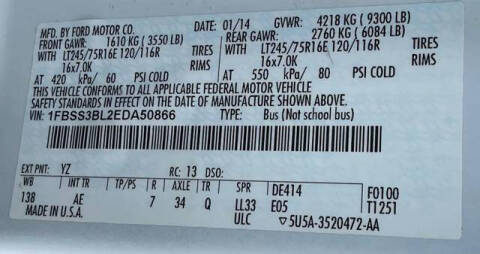 MFD. BY FORD MOTOR CO. DATE: 01/14 GVWR: 4218 KG ( 9300 LB)
FRONT GAWR: 1610 KG ( 3550 LB) REAR GAWR: 2760 KG ( 6084 LB)
LT245/75R16E 120/116R TIRES WITH LT245/75R16E 120/116R TIRES
16x7.0K RIMS 16x7.0K RIMS
AT 420 kPa/ 60 PSI COLD AT 550 kPa/ 80 PSI COLD
THIS VEHICLE CONFORMS TO ALL APPLICABLE FEDERAL MOTOR VEHICLE
SAFETY STANDARDS IN EFFECT ON THE DATE OF MANUFACTURE SHOWN ABOVE.
VIN: 1FBSS3BL2EDA50866 TYPE: Bus (Not school bus)
EXT PNT: YZ RC: 13 DSO:
WB INT TR TP/PS R AXLE TR SPR DE414 F0100
138 AE 7 34 Q LL33 E05 T1251
MADE IN U.S.A. ULC 5U5A-3520472-AA